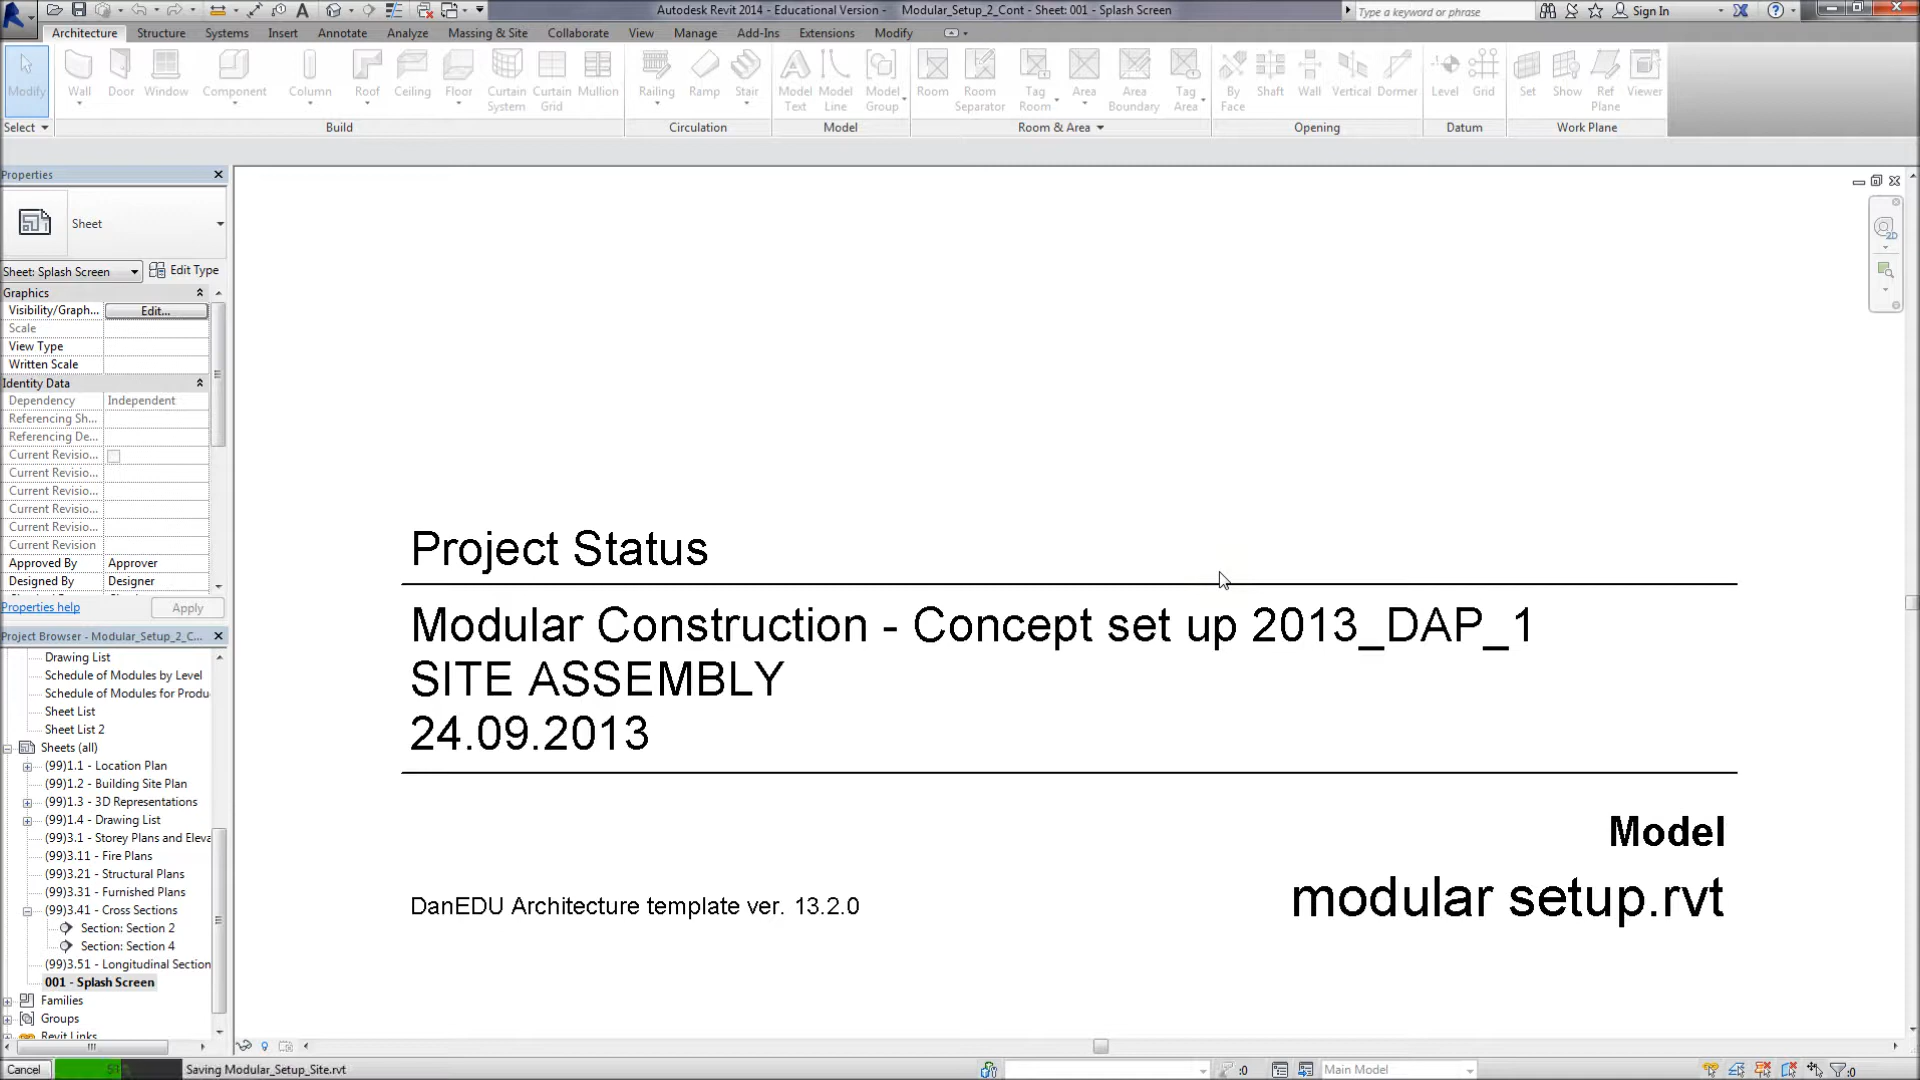 Autodesk Revit 2014 - Educational Version - Modular_Setup_2_Cont - Sheet: 001 - Splash Screen
Type a keyword or phrase
Sign In
Architecture Structure Systems Insert Annotate Analyze Massing & Site Collaborate View Manage Add-Ins Extensions Modify
Modify Wall Door Window Component Column Roof Ceiling Floor Curtain System Curtain Grid Mullion Railing Ramp Stair Model Text Model Line Model Group Room Room Separator Tag Room Area Area Boundary Tag Area By Face Shaft Wall Vertical Dormer Level Grid Set Show Ref Plane Viewer
Select Build Circulation Model Room & Area Opening Datum Work Plane
Properties
Sheet
Sheet: Splash Screen Edit Type
Graphics
Visibility/Graph... Edit...
Scale
View Type
Written Scale
Identity Data
Dependency Independent
Referencing Sh...
Referencing De...
Current Revisio...
Current Revisio...
Current Revisio...
Current Revisio...
Current Revisio...
Current Revision
Approved By Approver
Designed By Designer
Properties help Apply
Project Browser - Modular_Setup_2_C...
Drawing List
Schedule of Modules by Level
Schedule of Modules for Produ
Sheet List
Sheet List 2
Sheets (all)
(99)1.1 - Location Plan
(99)1.2 - Building Site Plan
(99)1.3 - 3D Representations
(99)1.4 - Drawing List
(99)3.1 - Storey Plans and Eleva
(99)3.11 - Fire Plans
(99)3.21 - Structural Plans
(99)3.31 - Furnished Plans
(99)3.41 - Cross Sections
Section: Section 2
Section: Section 4
(99)3.51 - Longitudinal Section
001 - Splash Screen
Families
Groups
Revit Links
Project Status
Modular Construction - Concept set up 2013_DAP_1
SITE ASSEMBLY
24.09.2013
Model
modular setup.rvt
DanEDU Architecture template ver. 13.2.0
2D
Cancel
Saving Modular_Setup_Site.rvt
:0
Main Model
:0